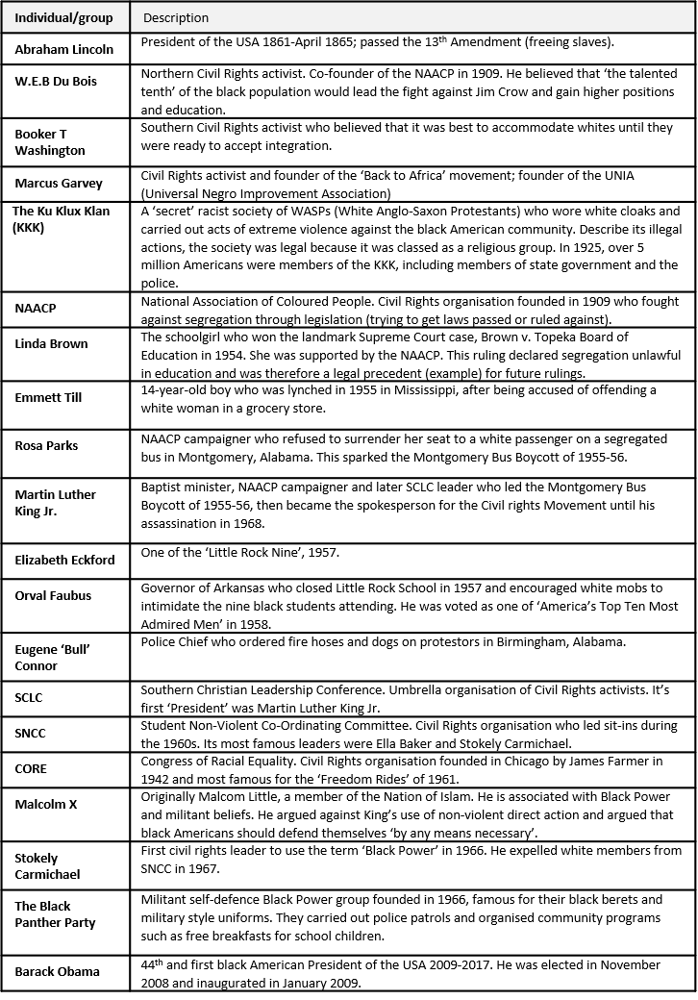 Individual/group Description
Abraham Lincoln President of the USA 1861-April 1865; passed the 13th Amendment (freeing slaves).
W.E.B Du Bois Northern Civil Rights activist. Co-founder of the NAACP in 1909. He believed that ‘the talented
tenth’ of the black population would lead the fight against Jim Crow and gain higher positions
and education.
Booker T
Washington
Southern Civil Rights activist who believed that it was best to accommodate whites until they
were ready to accept integration.
Marcus Garvey Civil Rights activist and founder of the ‘Back to Africa’ movement; founder of the UNIA
(Universal Negro Improvement Association)
The Ku Klux Klan
(KKK)
A ‘secret’ racist society of WASPs (White Anglo-Saxon Protestants) who wore white cloaks and
carried out acts of extreme violence against the black American community. Describe its illegal
actions, the society was legal because it was classed as a religious group. In 1925, over 5
million Americans were members of the KKK, including members of state government and the
police.
NAACP National Association of Coloured People. Civil Rights organisation founded in 1909 who fought
against segregation through legislation (trying to get laws passed or ruled against).
Linda Brown The schoolgirl who won the landmark Supreme Court case, Brown v. Topeka Board of
Education in 1954. She was supported by the NAACP. This ruling declared segregation unlawful
in education and was therefore a legal precedent (example) for future rulings.
Emmett Till 14-year-old boy who was lynched in 1955 in Mississippi, after being accused of offending a
white woman in a grocery store.
Rosa Parks NAACP campaigner who refused to surrender her seat to a white passenger on a segregated
bus in Montgomery, Alabama. This sparked the Montgomery Bus Boycott of 1955-56.
Martin Luther
King Jr.
Baptist minister, NAACP campaigner and later SCLC leader who led the Montgomery Bus
Boycott of 1955-56, then became the spokesperson for the Civil rights Movement until his
assassination in 1968.
Elizabeth Eckford One of the ‘Little Rock Nine’, 1957.
Orval Faubus Governor of Arkansas who closed Little Rock School in 1957 and encouraged white mobs to
intimidate the nine black students attending. He was voted as one of ‘America’s Top Ten Most
Admired Men’ in 1958.
Eugene ‘Bull’
Connor
Police Chief who ordered fire hoses and dogs on protestors in Birmingham, Alabama.
SCLC Southern Christian Leadership Conference. Umbrella organisation of Civil Rights activists. It’s
first ‘President’ was Martin Luther King Jr.
SNCC Student Non-Violent Co-Ordinating Committee. Civil Rights organisation who led sit-ins during
the 1960s. Its most famous leaders were Ella Baker and Stokely Carmichael.
CORE Congress of Racial Equality. Civil Rights organisation founded in Chicago by James Farmer in
1942 and most famous for the ‘Freedom Rides’ of 1961.
Malcolm X Originally Malcom Little, a member of the Nation of Islam. He is associated with Black Power
and militant beliefs. He argued against King’s use of non-violent direct action and argued that
black Americans should defend themselves ‘by any means necessary’.
Stokely
Carmichael
First civil rights leader to use the term ‘Black Power’ in 1966. He expelled white members from
SNCC in 1967.
The Black
Panther Party
Militant self-defence Black Power group founded in 1966, famous for their black berets and
military style uniforms. They carried out police patrols and organised community programs
such as free breakfasts for school children.
Barack Obama 44th and first black American President of the USA 2009-2017. He was elected in November
2008 and inaugurated in January 2009.